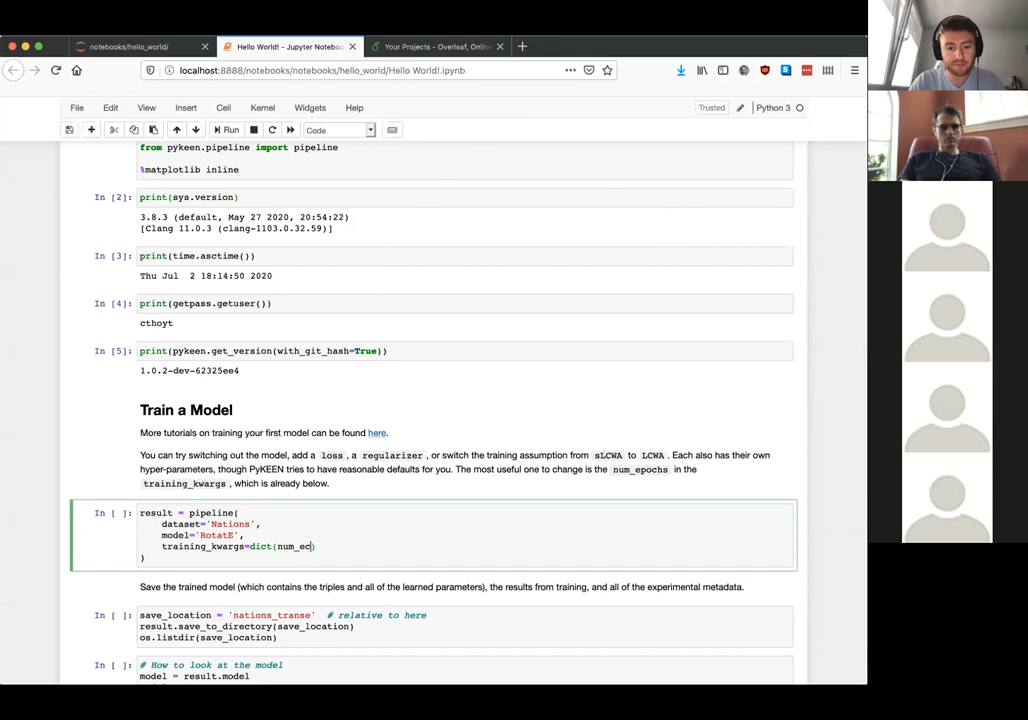 notebooks/hello_world/
Hello World! - Jupyter Noteboo
Your Projects - Overleaf, Onlin
localhost:8888/notebooks/notebooks/hello_world/Hello World!.ipynb
File Edit View Insert Cell Kernel Widgets Help
Trusted Python 3
Run Code
from pykeen.pipeline import pipeline
%matplotlib inline
In [2]: print(sys.version)
3.8.3 (default, May 27 2020, 20:54:22)
[Clang 11.0.3 (clang-1103.0.32.59)]
In [3]: print(time.asctime())
Thu Jul  2 18:14:50 2020
In [4]: print(getpass.getuser())
cthoyt
In [5]: print(pykeen.get_version(with_git_hash=True))
1.0.2-dev-62325ee4
Train a Model
More tutorials on training your first model can be found here.
You can try switching out the model, add a loss, a regularizer, or switch the training assumption from sLCWA to LCWA. Each also has their own
hyper-parameters, though PyKEEN tries to have reasonable defaults for you. The most useful one to change is the num_epochs in the
training_kwargs, which is already below.
In [ ]: result = pipeline(
dataset='Nations',
model='RotatE',
training_kwargs=dict(num_ec)
)
Save the trained model (which contains the triples and all of the learned parameters), the results from training, and all of the experimental metadata.
In [ ]: save_location = 'nations_transe'  # relative to here
result.save_to_directory(save_location)
os.listdir(save_location)
In [ ]: # How to look at the model
model = result.model